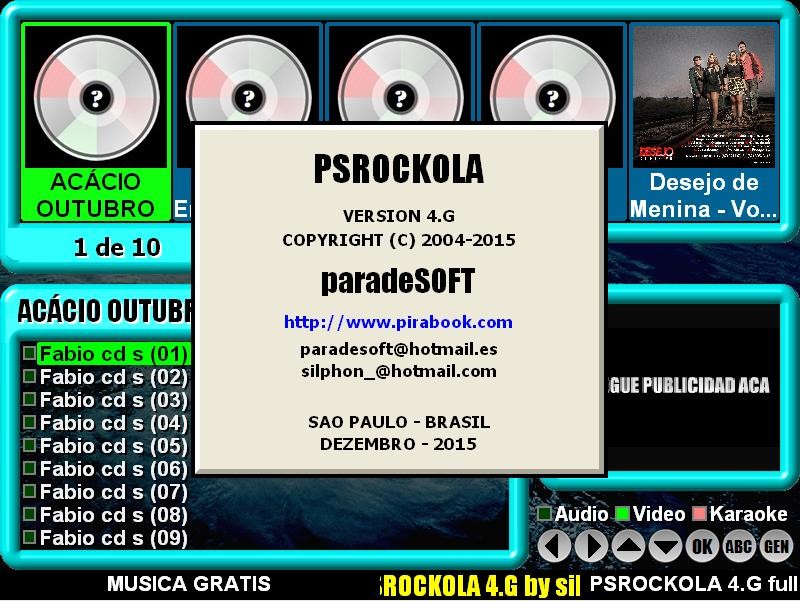 ?
?
?
?
DESEJO
ACÁCIO
OUTUBRO
Desejo de
Menina - Vo...
1 de 10
PSROCKOLA
VERSION 4.G
COPYRIGHT (C) 2004-2015
paradeSOFT
http://www.pirabook.com
paradesoft@hotmail.es
silphon_@hotmail.com
SAO PAULO - BRASIL
DEZEMBRO - 2015
ACÁCIO OUTUBR
Fabio cd s (01)
Fabio cd s (02)
Fabio cd s (03)
Fabio cd s (04)
Fabio cd s (05)
Fabio cd s (06)
Fabio cd s (07)
Fabio cd s (08)
Fabio cd s (09)
GUE PUBLICIDAD ACA
Audio Video Karaoke
OK ABC GEN
MUSICA GRATIS SROCKOLA 4.G by sil PSROCKOLA 4.G full